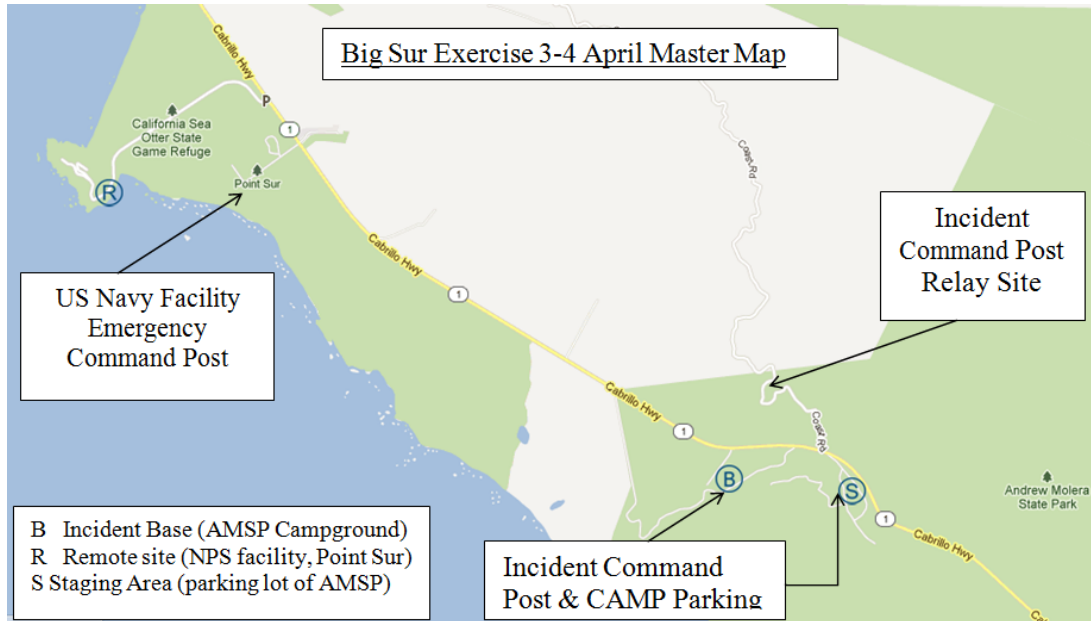 Big Sur Exercise 3-4 April Master Map
Cabrillo Hwy
P
California Sea
Otter State
Game Refuge
1
Point Sur
R
Coast Rd
Incident
Command Post
Relay Site
Cabrillo Hwy
US Navy Facility
Emergency
Command Post
1
Cabrillo Hwy
Coast Rd
1
B
S
Andrew Molera
State Park
1
Cabrillo Hwy
B Incident Base (AMSP Campground)
R Remote site (NPS facility, Point Sur)
S Staging Area (parking lot of AMSP)
Incident Command
Post & CAMP Parking